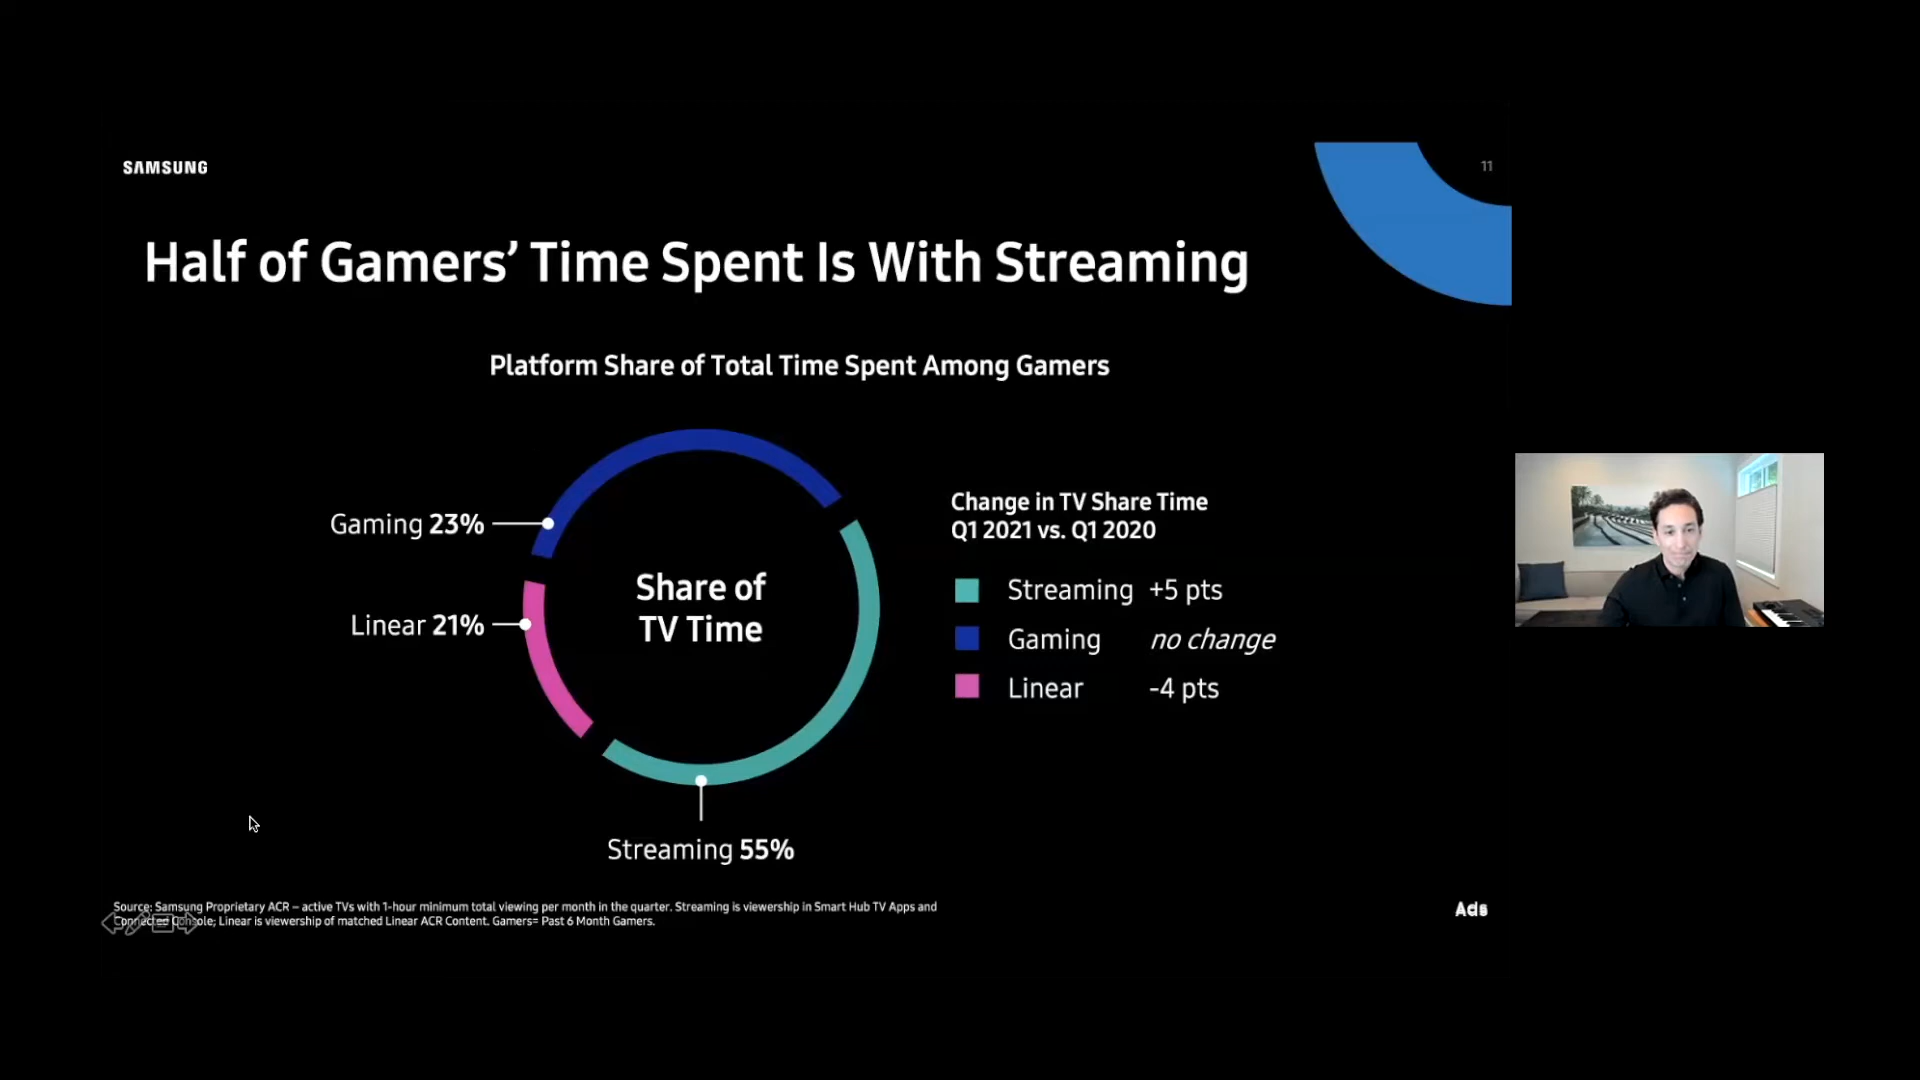 SAMSUNG
11
Half of Gamers’ Time Spent Is With Streaming
Platform Share of Total Time Spent Among Gamers
Gaming 23%
Linear 21%
Share of
TV Time
Streaming 55%
Change in TV Share Time
Q1 2021 vs. Q1 2020
Streaming +5 pts
Gaming no change
Linear -4 pts
Source: Samsung Proprietary ACR – active TVs with 1-hour minimum total viewing per month in the quarter. Streaming is viewership in Smart Hub TV Apps and
Connected Console; Linear is viewership of matched Linear ACR Content. Gamers= Past 6 Month Gamers.
Ads